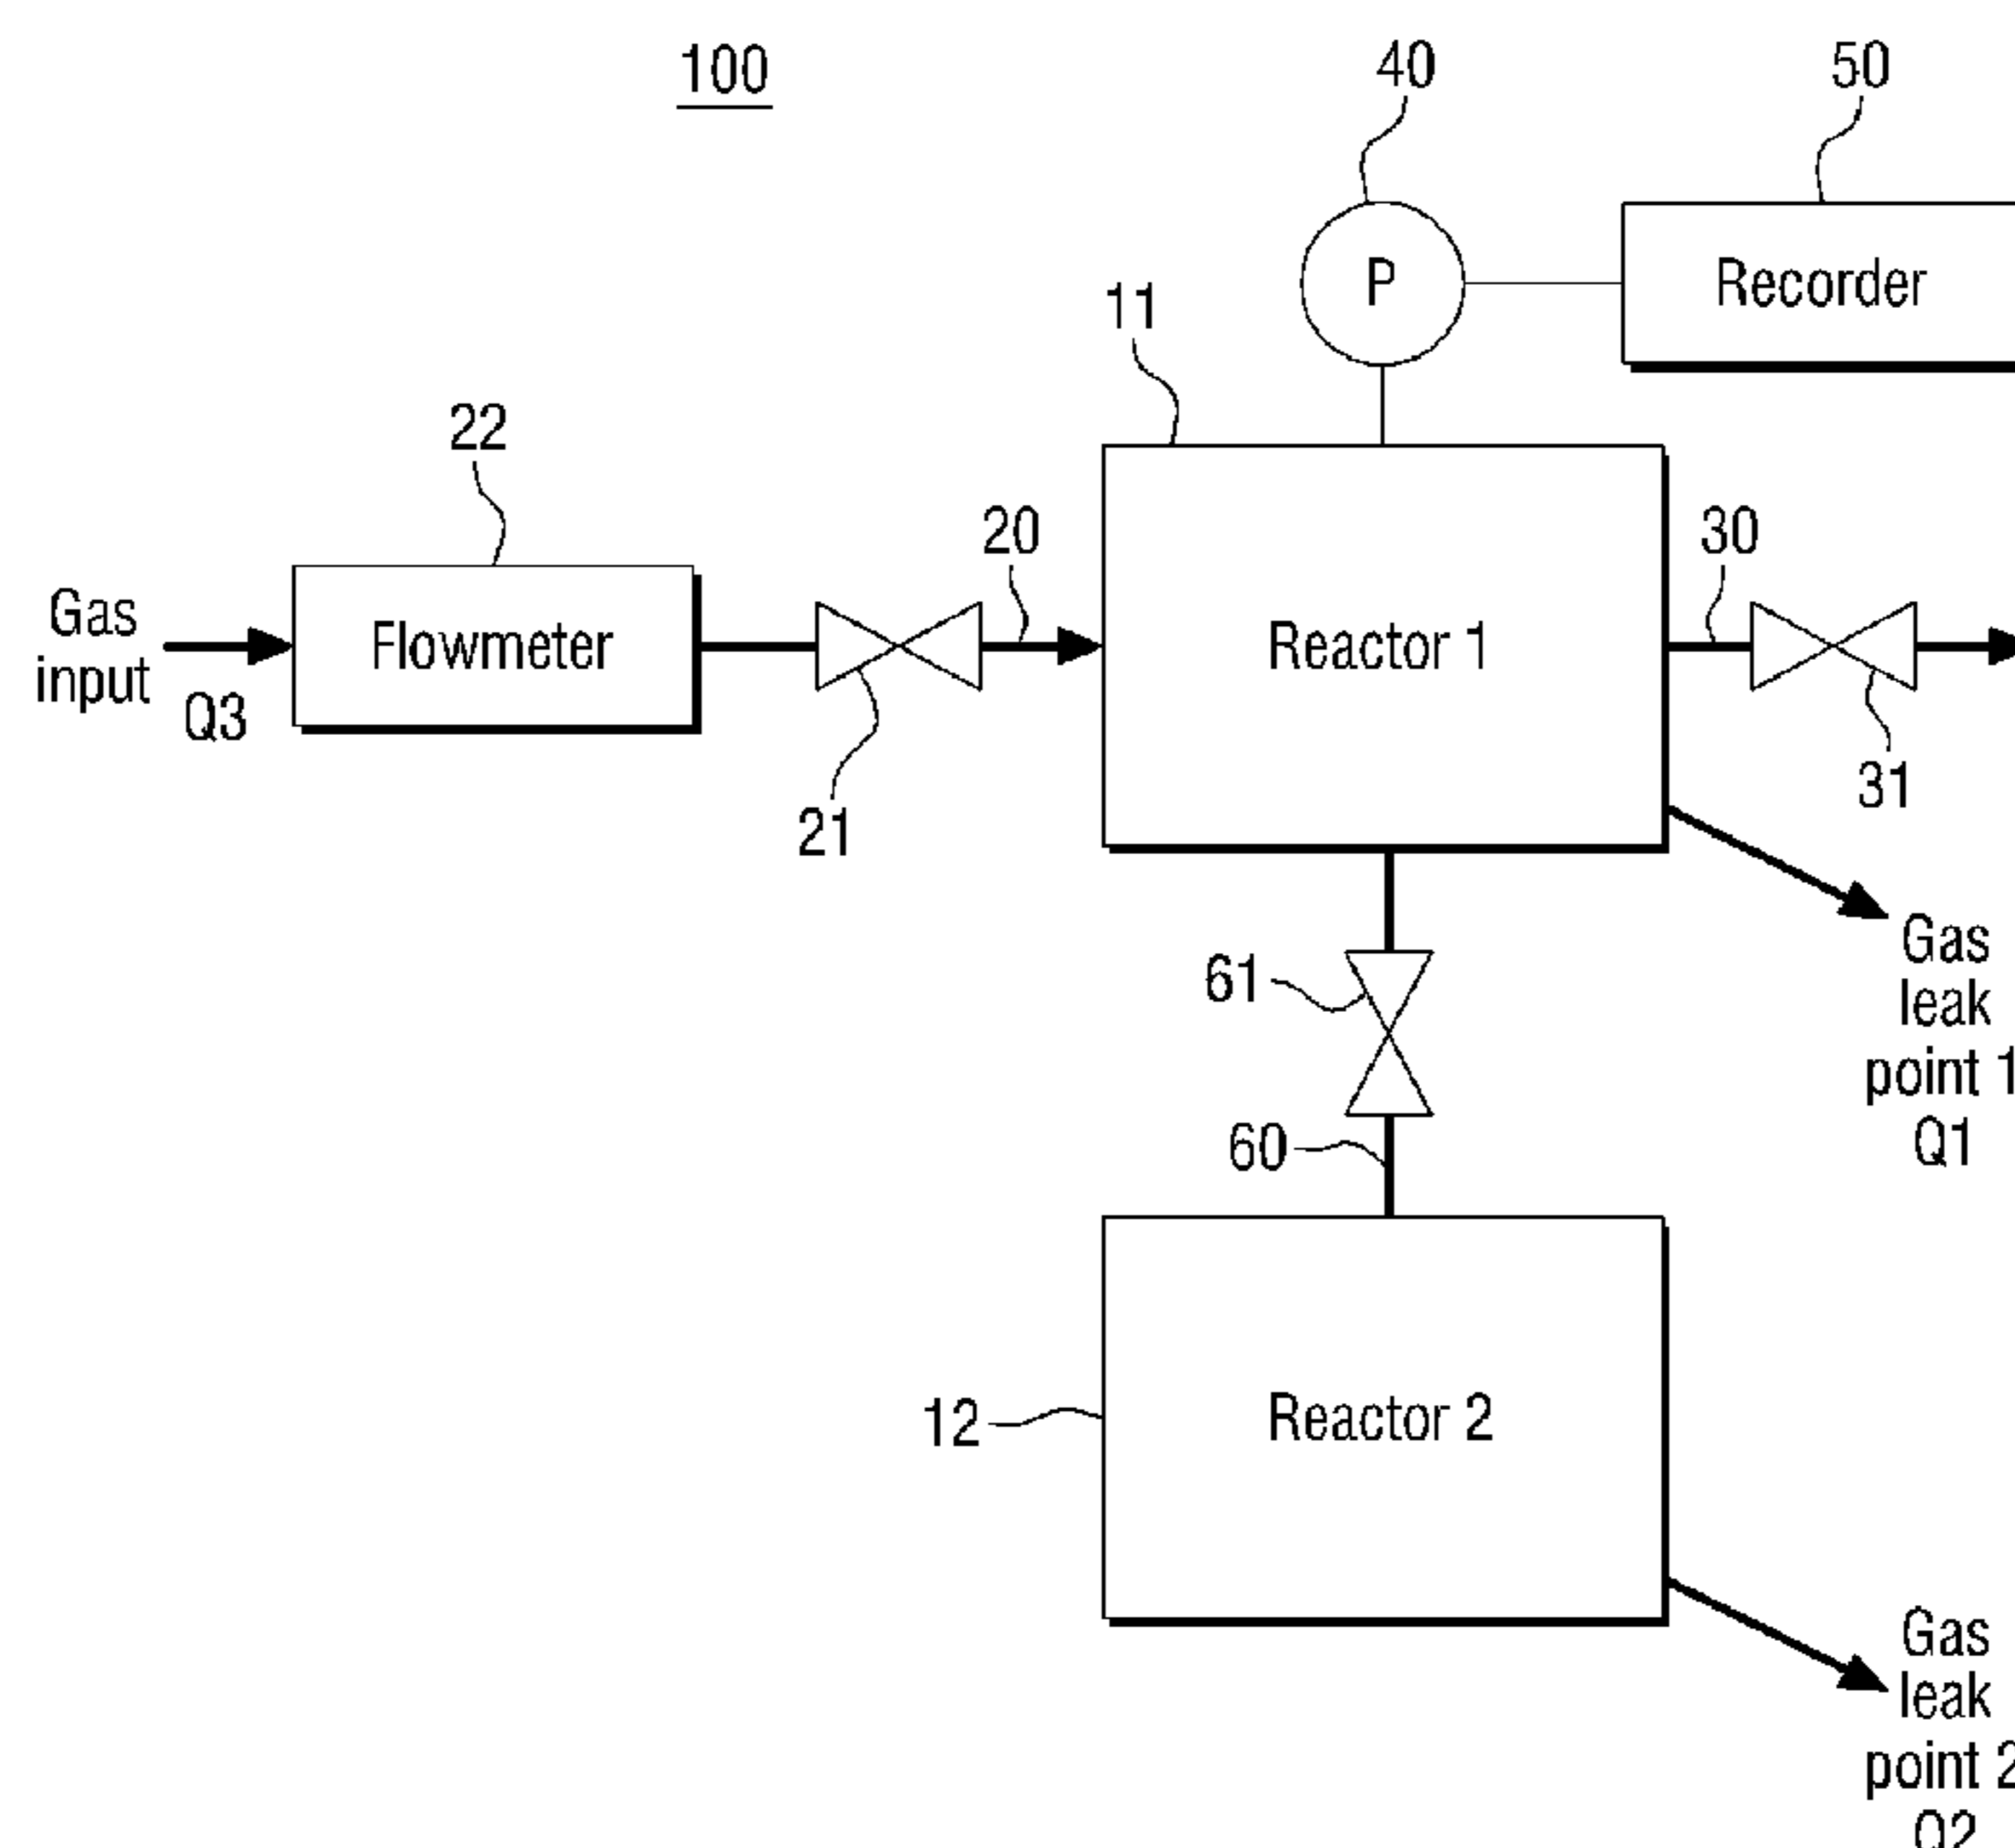 100
40
50
P
Recorder
11
22
20
30
Gas
input
Q3
Flowmeter
Reactor 1
21
31
Gas
leak
point 1
Q1
61
60
12
Reactor 2
Gas
leak
point 2
Q2